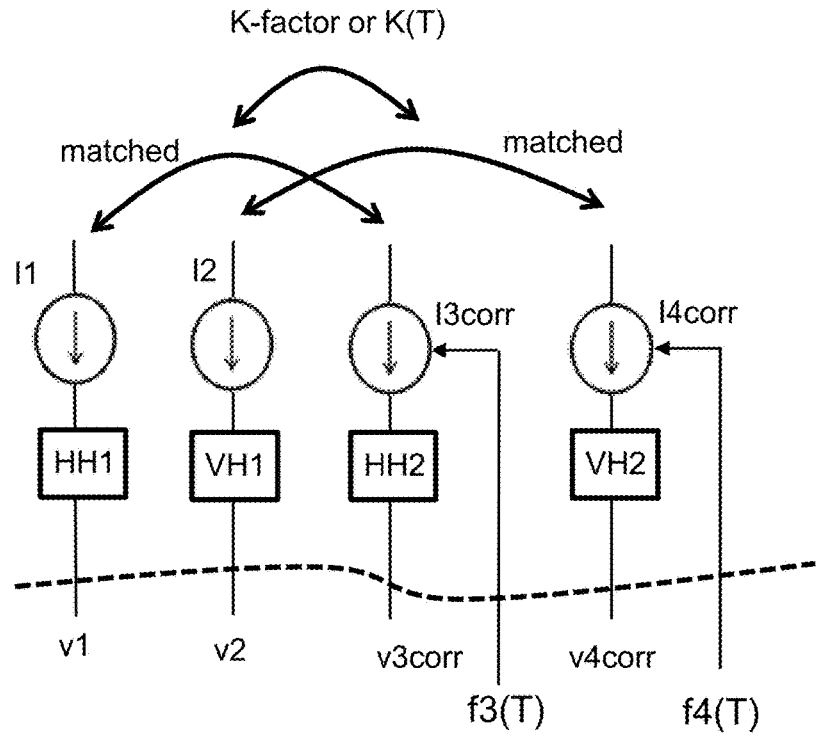 K-factor or K(T)
matched
matched
I1
I2
I3corr
I4corr
HH1
VH1
HH2
VH2
v1
v2
v3corr
v4corr
f3(T)
f4(T)